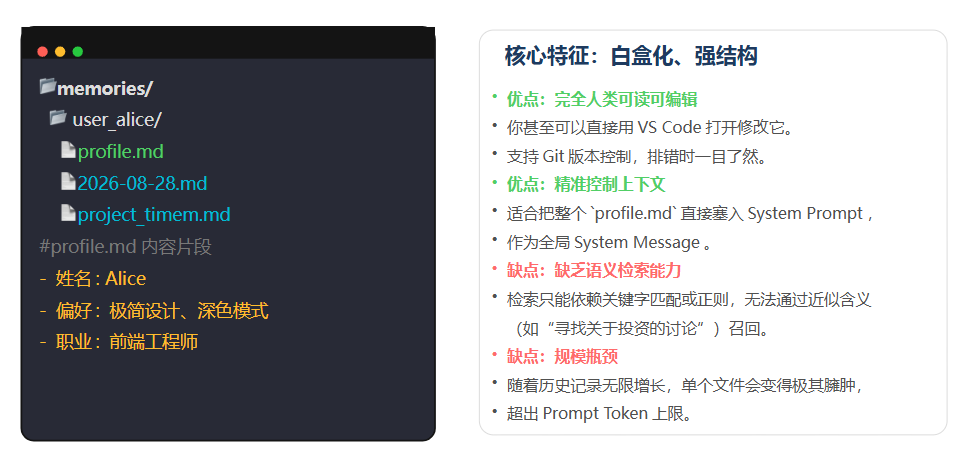 memories/
user_alice/
profile.md
2026-08-28.md
project_timem.md
#profile.md 内容片段
- 姓名：Alice
- 偏好：极简设计、深色模式
- 职业：前端工程师
核心特征：白盒化、强结构
• 优点：完全人类可读可编辑
• 你甚至可以直接用 VS Code 打开修改它。
• 支持 Git 版本控制，排错时一目了然。
• 优点：精准控制上下文
• 适合把整个 `profile.md` 直接塞入 System Prompt，
• 作为全局 System Message 。
• 缺点：缺乏语义检索能力
• 检索只能依赖关键字匹配或正则，无法通过近似含义
（如“寻找关于投资的讨论”）召回。
• 缺点：规模瓶颈
• 随着历史记录无限增长，单个文件会变得极其臃肿，
• 超出 Prompt Token 上限。